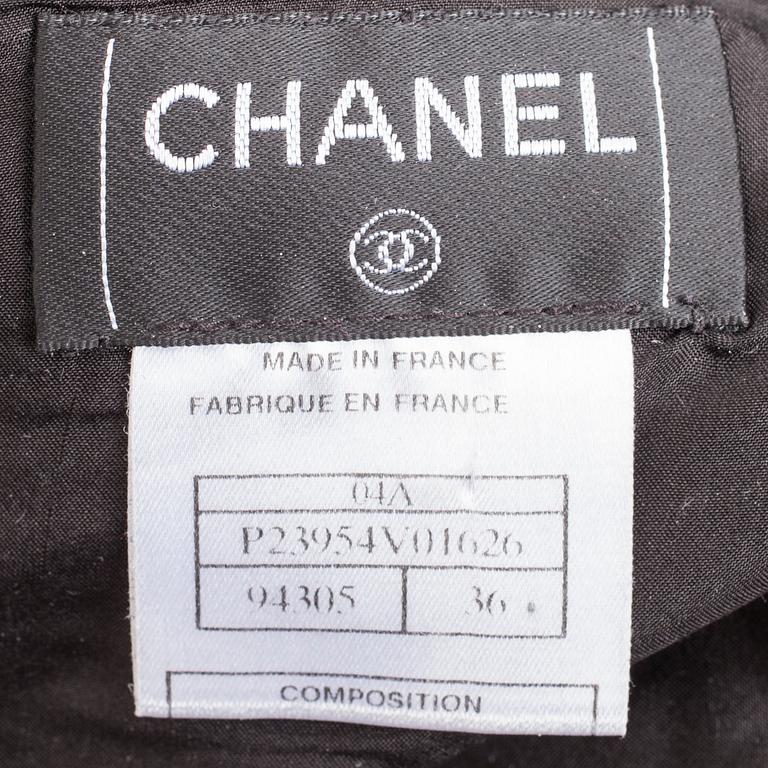 CHANEL
MADE IN FRANCE
FABRIQUE EN FRANCE
04A
P23954V01626
94305 36
COMPOSITION